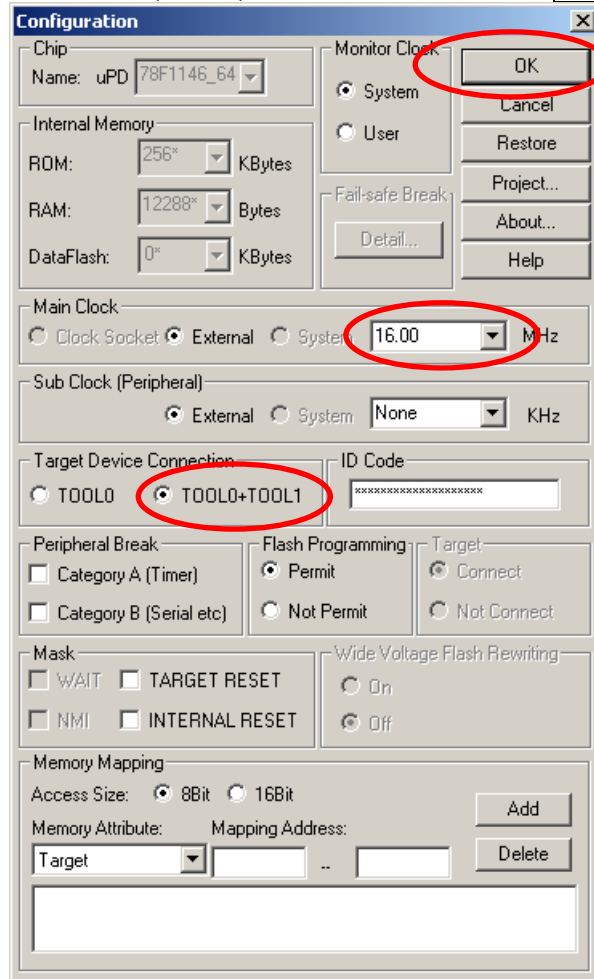 Configuration
Chip
Name: uPD 78F1146_64
Monitor Clock
System
User
OK
Cancel
Restore
Project...
About...
Help
Internal Memory
ROM: 256* KBytes
RAM: 12288* Bytes
DataFlash: 0* KBytes
Fail-safe Break
Detail...
Main Clock
Clock Socket External System 16.00 MHz
Sub Clock (Peripheral)
External System None KHz
Target Device Connection
TOOL0 TOOL0+TOOL1
ID Code
********************
Peripheral Break
Category A (Timer)
Category B (Serial etc)
Flash Programming
Permit
Not Permit
Target
Connect
Not Connect
Mask
WAIT TARGET RESET
NMI INTERNAL RESET
Wide Voltage Flash Rewriting
On
Off
Memory Mapping
Access Size: 8Bit 16Bit
Memory Attribute: Mapping Address:
Target ..
Add
Delete